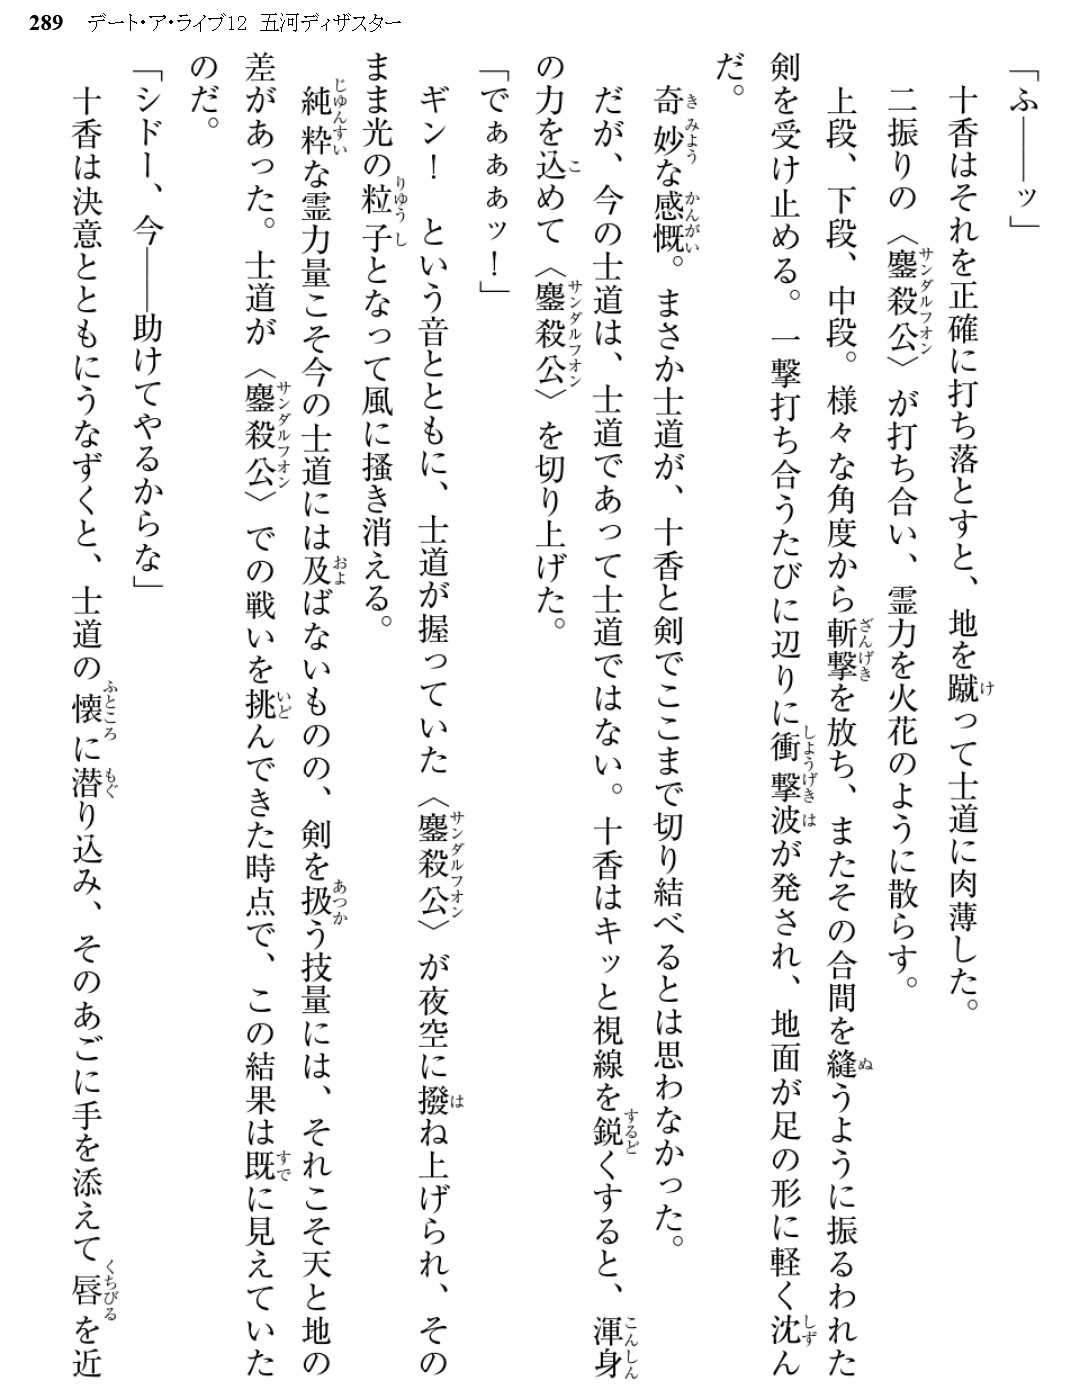 289 デート・ア・ライブ12 五河ディザスター
「ふ――ッ」
十香はそれを正確に打ち落とすと、地を蹴って士道に肉薄した。
二振りの〈鏖殺公〉が打ち合い、霊力を火花のように散らす。
上段、下段、中段。様々な角度から斬撃を放ち、またその合間を縫うように振るわれた
剣を受け止める。一撃打ち合うたびに辺りに衝撃波が発され、地面が足の形に軽く沈ん
だ。
奇妙な感慨。まさか士道が、十香と剣でここまで切り結べるとは思わなかった。
だが、今の士道は、士道であって士道ではない。十香はキッと視線を鋭くすると、渾身
の力を込めて〈鏖殺公〉を切り上げた。
「でぁぁぁッ!」
ギン! という音とともに、士道が握っていた〈鏖殺公〉が夜空に撥ね上げられ、その
まま光の粒子となって風に掻き消える。
純粋な霊力量こそ今の士道には及ばないものの、剣を扱う技量には、それこそ天と地の
差があった。士道が〈鏖殺公〉での戦いを挑んできた時点で、この結果は既に見えていた
のだ。
「シドー、今――助けてやるからな」
十香は決意とともにうなずくと、士道の懐に潜り込み、そのあごに手を添えて唇を近